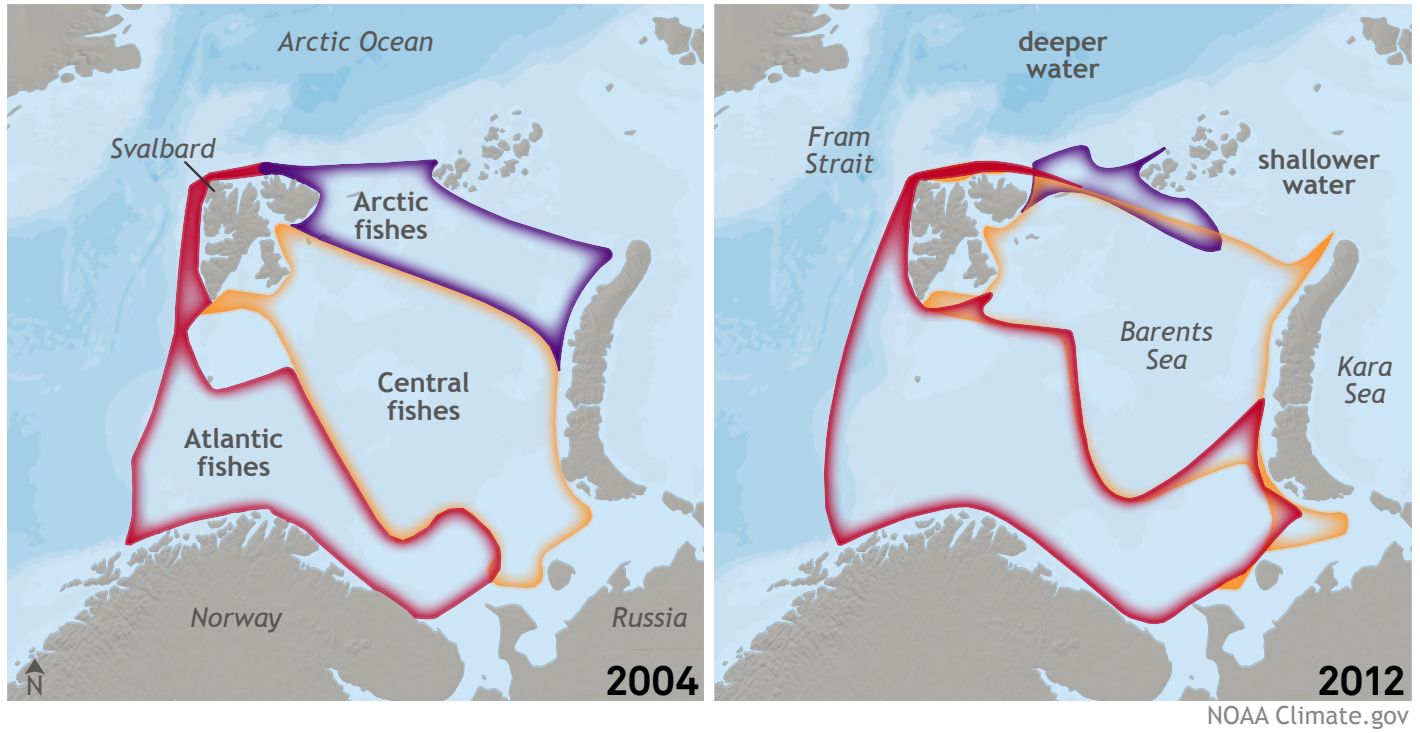 Arctic Ocean
Svalbard
Arctic
fishes
Central
fishes
Atlantic
fishes
Norway
Russia
N
2004
deeper
water
Fram
Strait
shallower
water
Barents
Sea
Kara
Sea
2012
NOAA Climate.gov